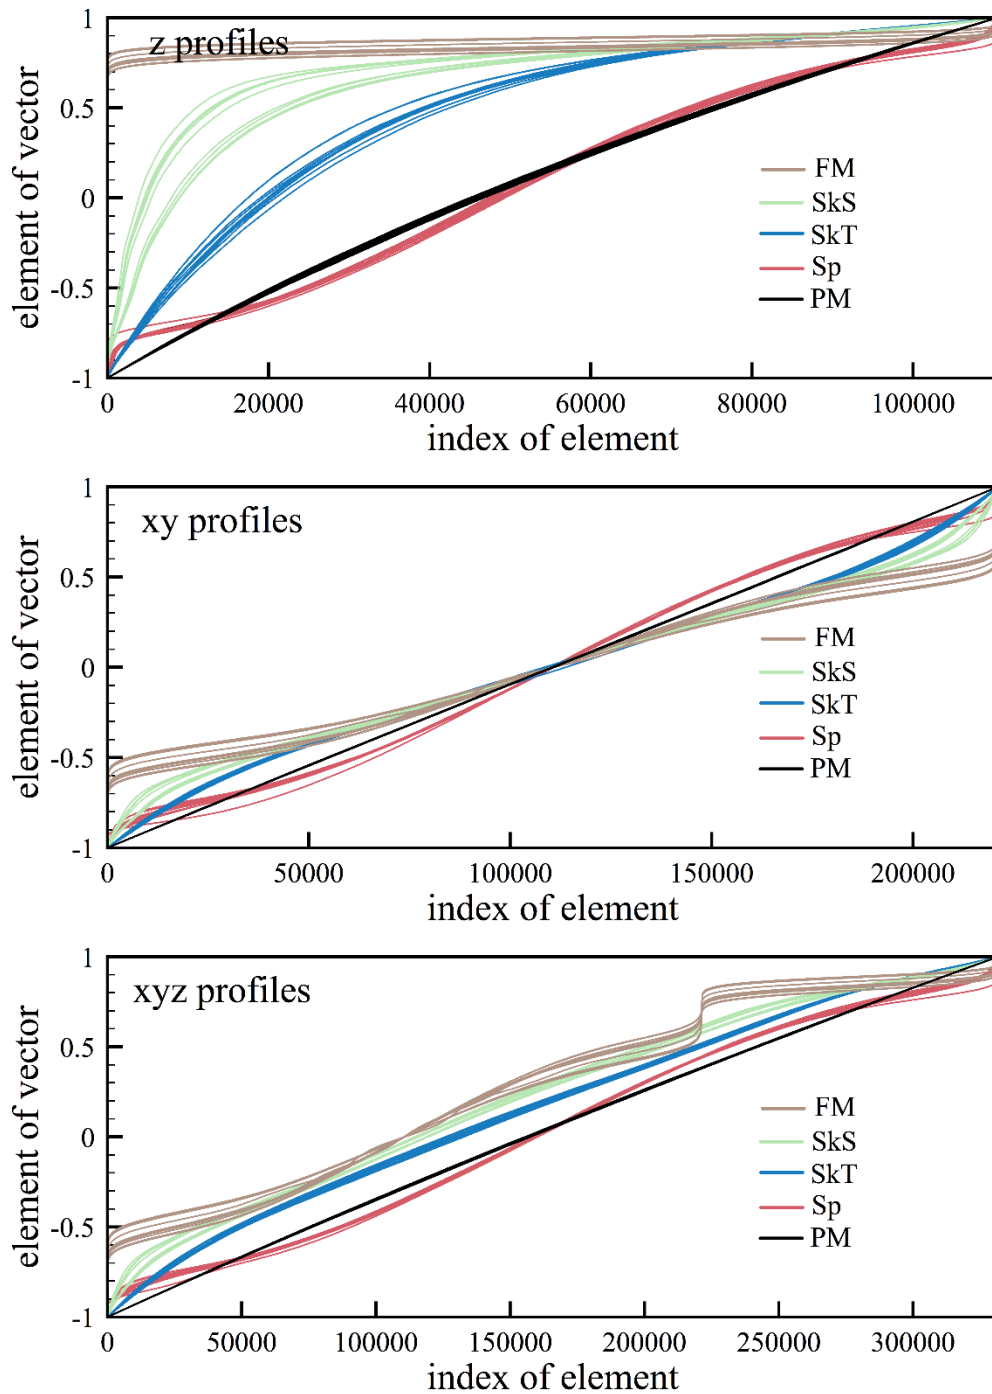 z profiles
element of vector
1
0.5
0
-0.5
-1
FM
SkS
SkT
Sp
PM
0 20000 40000 60000 80000 100000
index of element
xy profiles
element of vector
1
0.5
0
-0.5
-1
FM
SkS
SkT
Sp
PM
0 50000 100000 150000 200000
index of element
xyz profiles
element of vector
1
0.5
0
-0.5
-1
FM
SkS
SkT
Sp
PM
0 50000 100000 150000 200000 250000 300000
index of element